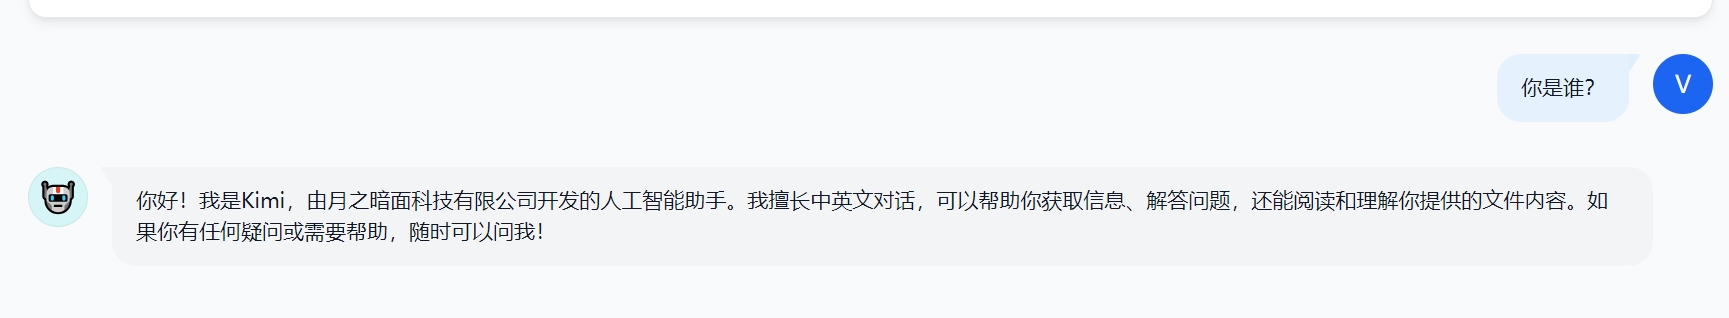 你是谁？
V
你好！我是Kimi，由月之暗面科技有限公司开发的人工智能助手。我擅长中英文对话，可以帮助你获取信息、解答问题，还能阅读和理解你提供的文件内容。如
果你有任何疑问或需要帮助，随时可以问我！